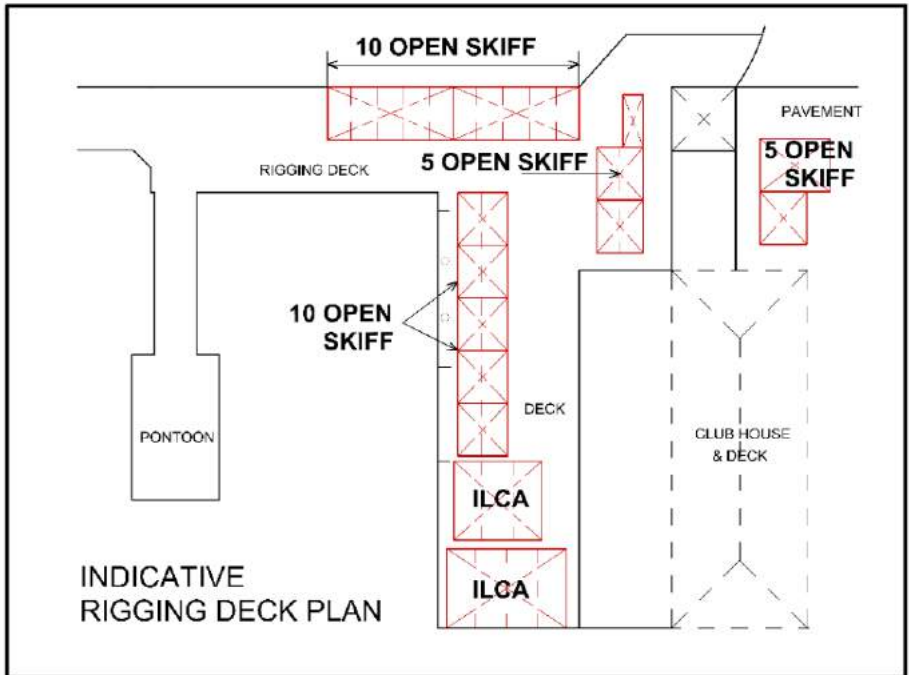 10 OPEN SKIFF
PAVEMENT
5 OPEN SKIFF
5 OPEN
SKIFF
RIGGING DECK
10 OPEN
SKIFF
DECK
PONTOON
CLUB HOUSE
& DECK
ILCA
ILCA
INDICATIVE
RIGGING DECK PLAN